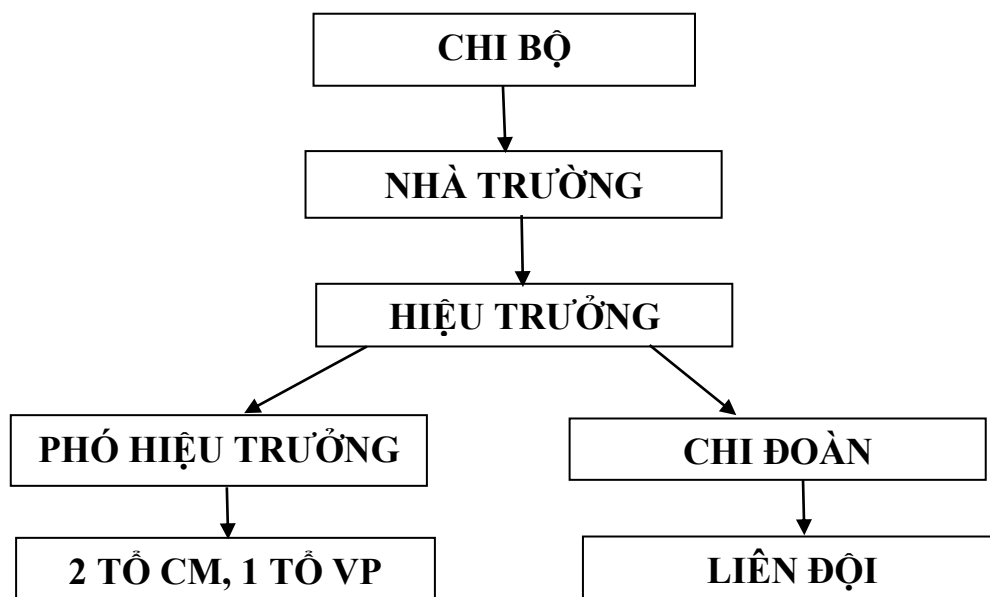 CHI BỘ
NHÀ TRƯỜNG
HIỆU TRƯỞNG
PHÓ HIỆU TRƯỞNG
CHI ĐOÀN
2 TỔ CM, 1 TỔ VP
LIÊN ĐỘI